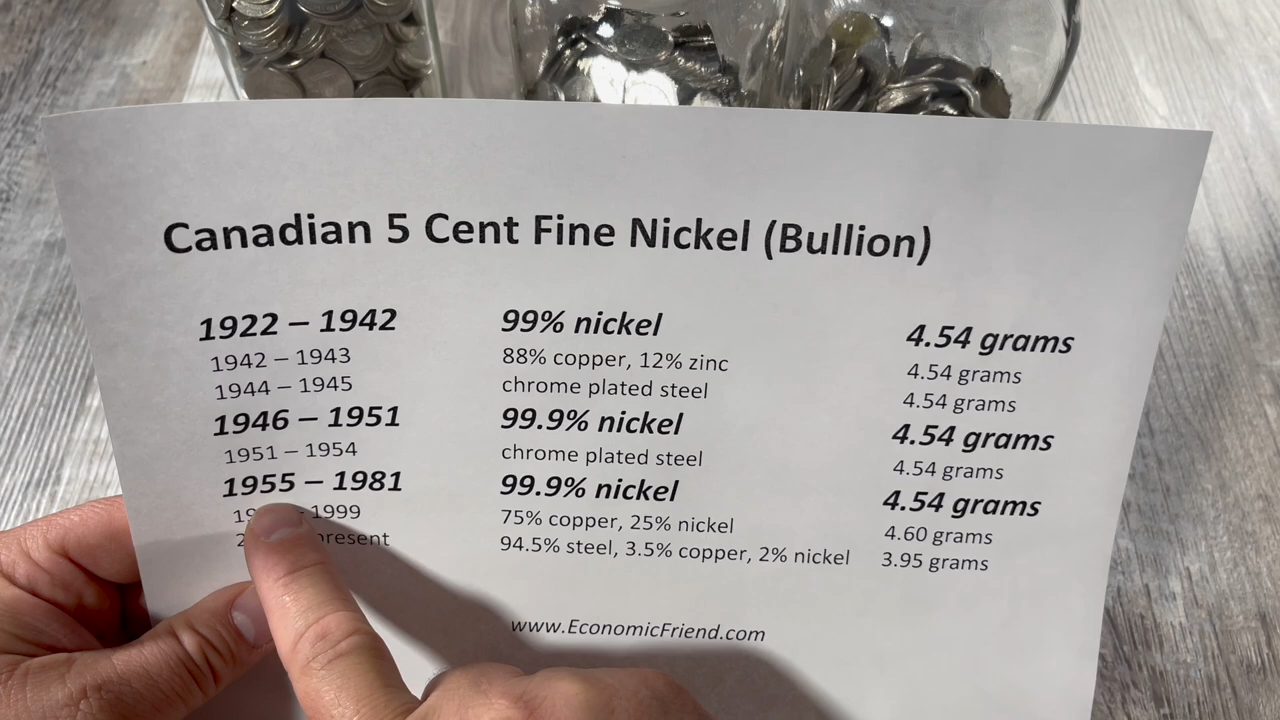 Canadian 5 Cent Fine Nickel (Bullion)
1922 – 1942 99% nickel 4.54 grams
1942 – 1943 88% copper, 12% zinc 4.54 grams
1944 – 1945 chrome plated steel 4.54 grams
1946 – 1951 99.9% nickel 4.54 grams
1951 – 1954 chrome plated steel 4.54 grams
1955 – 1981 99.9% nickel 4.54 grams
– 1999 75% copper, 25% nickel 4.60 grams
present 94.5% steel, 3.5% copper, 2% nickel 3.95 grams
www.EconomicFriend.com